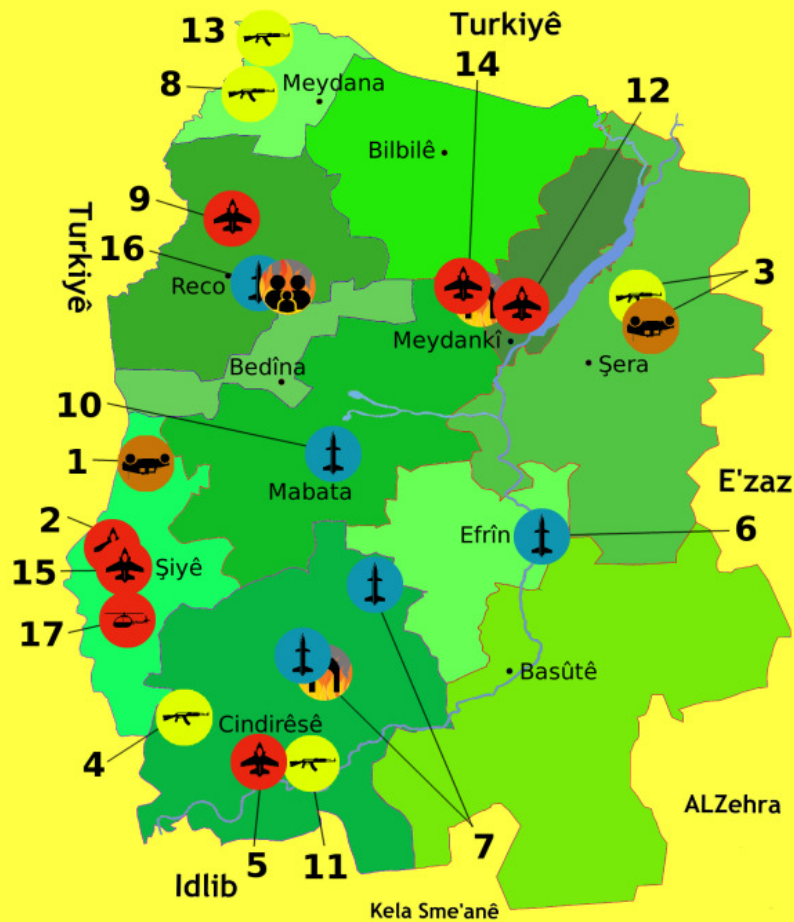 Turkiyê
13
14
8
Meydana
12
Bilbilê
9
Turkiyê
16
Reco
3
Meydankî
Bedîna
Şera
10
1
Mabata
E'zaz
2
Efrîn
6
15
Şiyê
17
Basûtê
Cindirêsê
4
ALZehra
7
5
11
Idlib
Kela Sme'anê